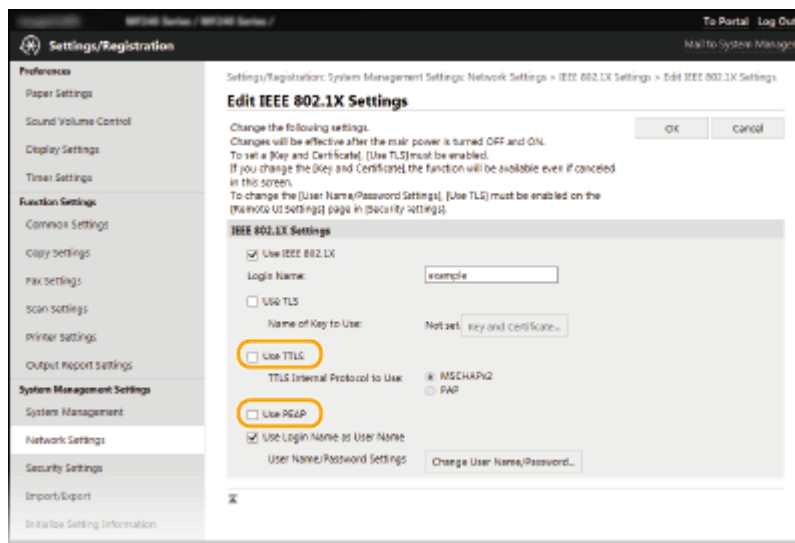 MF240 Series / MF240 Series /
To Portal Log Out
Settings/Registration
Mail to System Manager
Preferences
Paper Settings
Sound Volume Control
Display Settings
Timer Settings
Function Settings
Common Settings
Copy Settings
Fax Settings
Scan Settings
Printer Settings
Output Report Settings
System Management Settings
System Management
Network Settings
Security Settings
Import/Export
Initialize Setting Information
Settings/Registration: System Management Settings: Network Settings > IEEE 802.1X Settings > Edit IEEE 802.1X Settings
Edit IEEE 802.1X Settings
OK Cancel
Change the following settings.
Changes will be effective after the main power is turned OFF and ON.
To set a [Key and Certificate], [Use TLS] must be enabled.
If you change the [Key and Certificate], the function will be available even if canceled
in this screen.
To change the [User Name/Password Settings], [Use TLS] must be enabled on the
[Remote UI Settings] page in [Security Settings].
IEEE 802.1X Settings
Use IEEE 802.1X
Login Name: example
Use TLS
Name of Key to Use: Not set Key and Certificate...
Use TTLS
TTLS Internal Protocol to Use: MSCHAPv2
PAP
Use PEAP
Use Login Name as User Name
User Name/Password Settings Change User Name/Password...